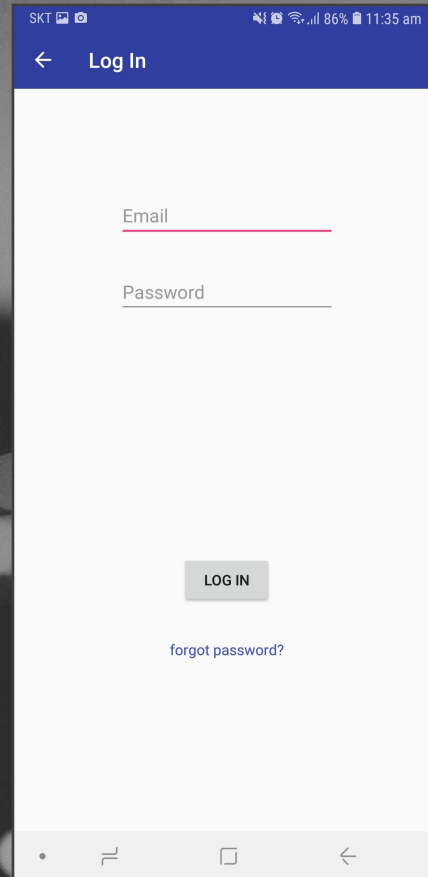 SKT 86% 11:35 am
Log In
Email
Password
LOG IN
forgot password?